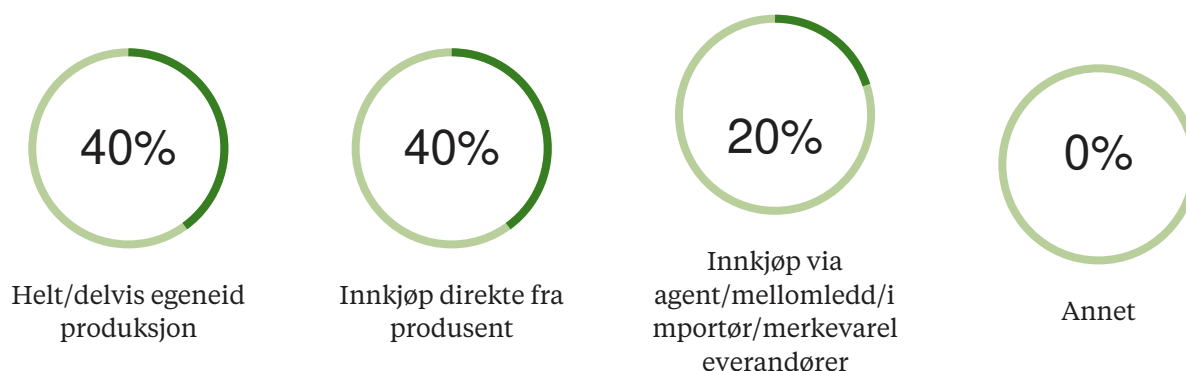 40%
Helt/delvis egeneid
produksjon
40%
Innkjøp direkte fra
produsent
20%
Innkjøp via
agent/mellomledd/i
mportør/merkevarel
everandører
0%
Annet